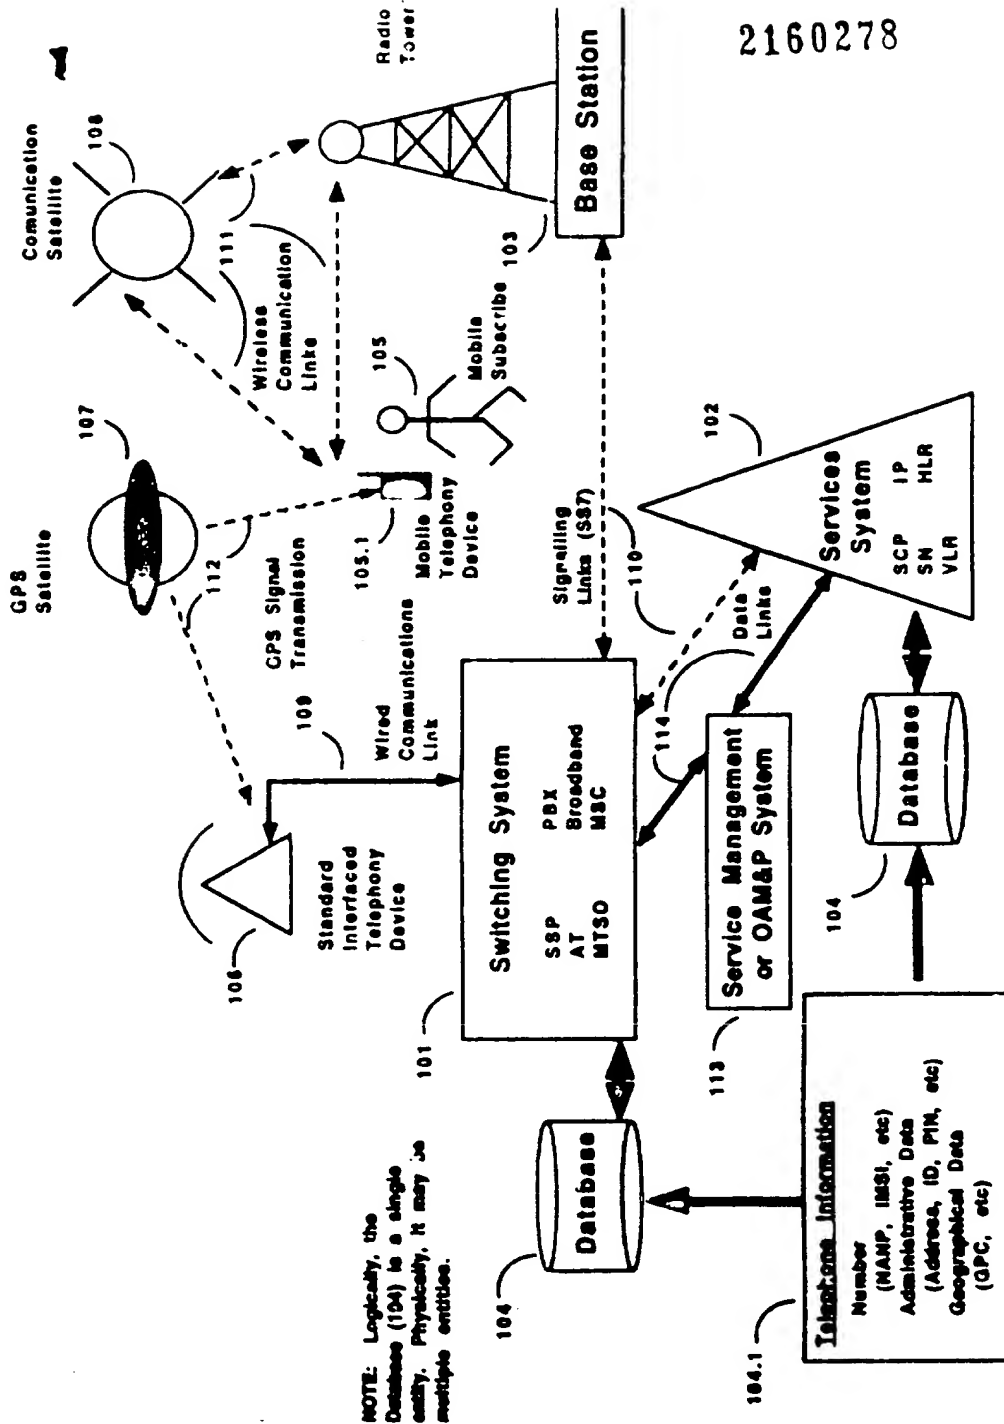 2160278
GPS
Satellite
107
112
GPS Signal
Transmission
Comunication
Satellite
108
111
Wireless
Communication
Links
Radio
Tower
103
Base Station
105
Mobile
Subscribe
105.1
Mobile
Telephony
Device
106
Standard
Interfaced
Telephony
Device
109
Wired
Communications
Link
101
Switching System
SSP PBX
AT Broadband
MTSO MSC
Signalling
Links (SS7)
110
114
Data
Links
102
Services
System
SCP IP
SN HLR
VLR
113
Service Management
or OAM&P System
104
Database
104
Database
NOTE: Logically, the
Database (104) is a single
entity. Physically, it may be
multiple entities.
104.1
Telephone Information
Number
(NANP, IMSI, etc)
Administrative Data
(Address, ID, PIN, etc)
Geographical Data
(GPC, etc)